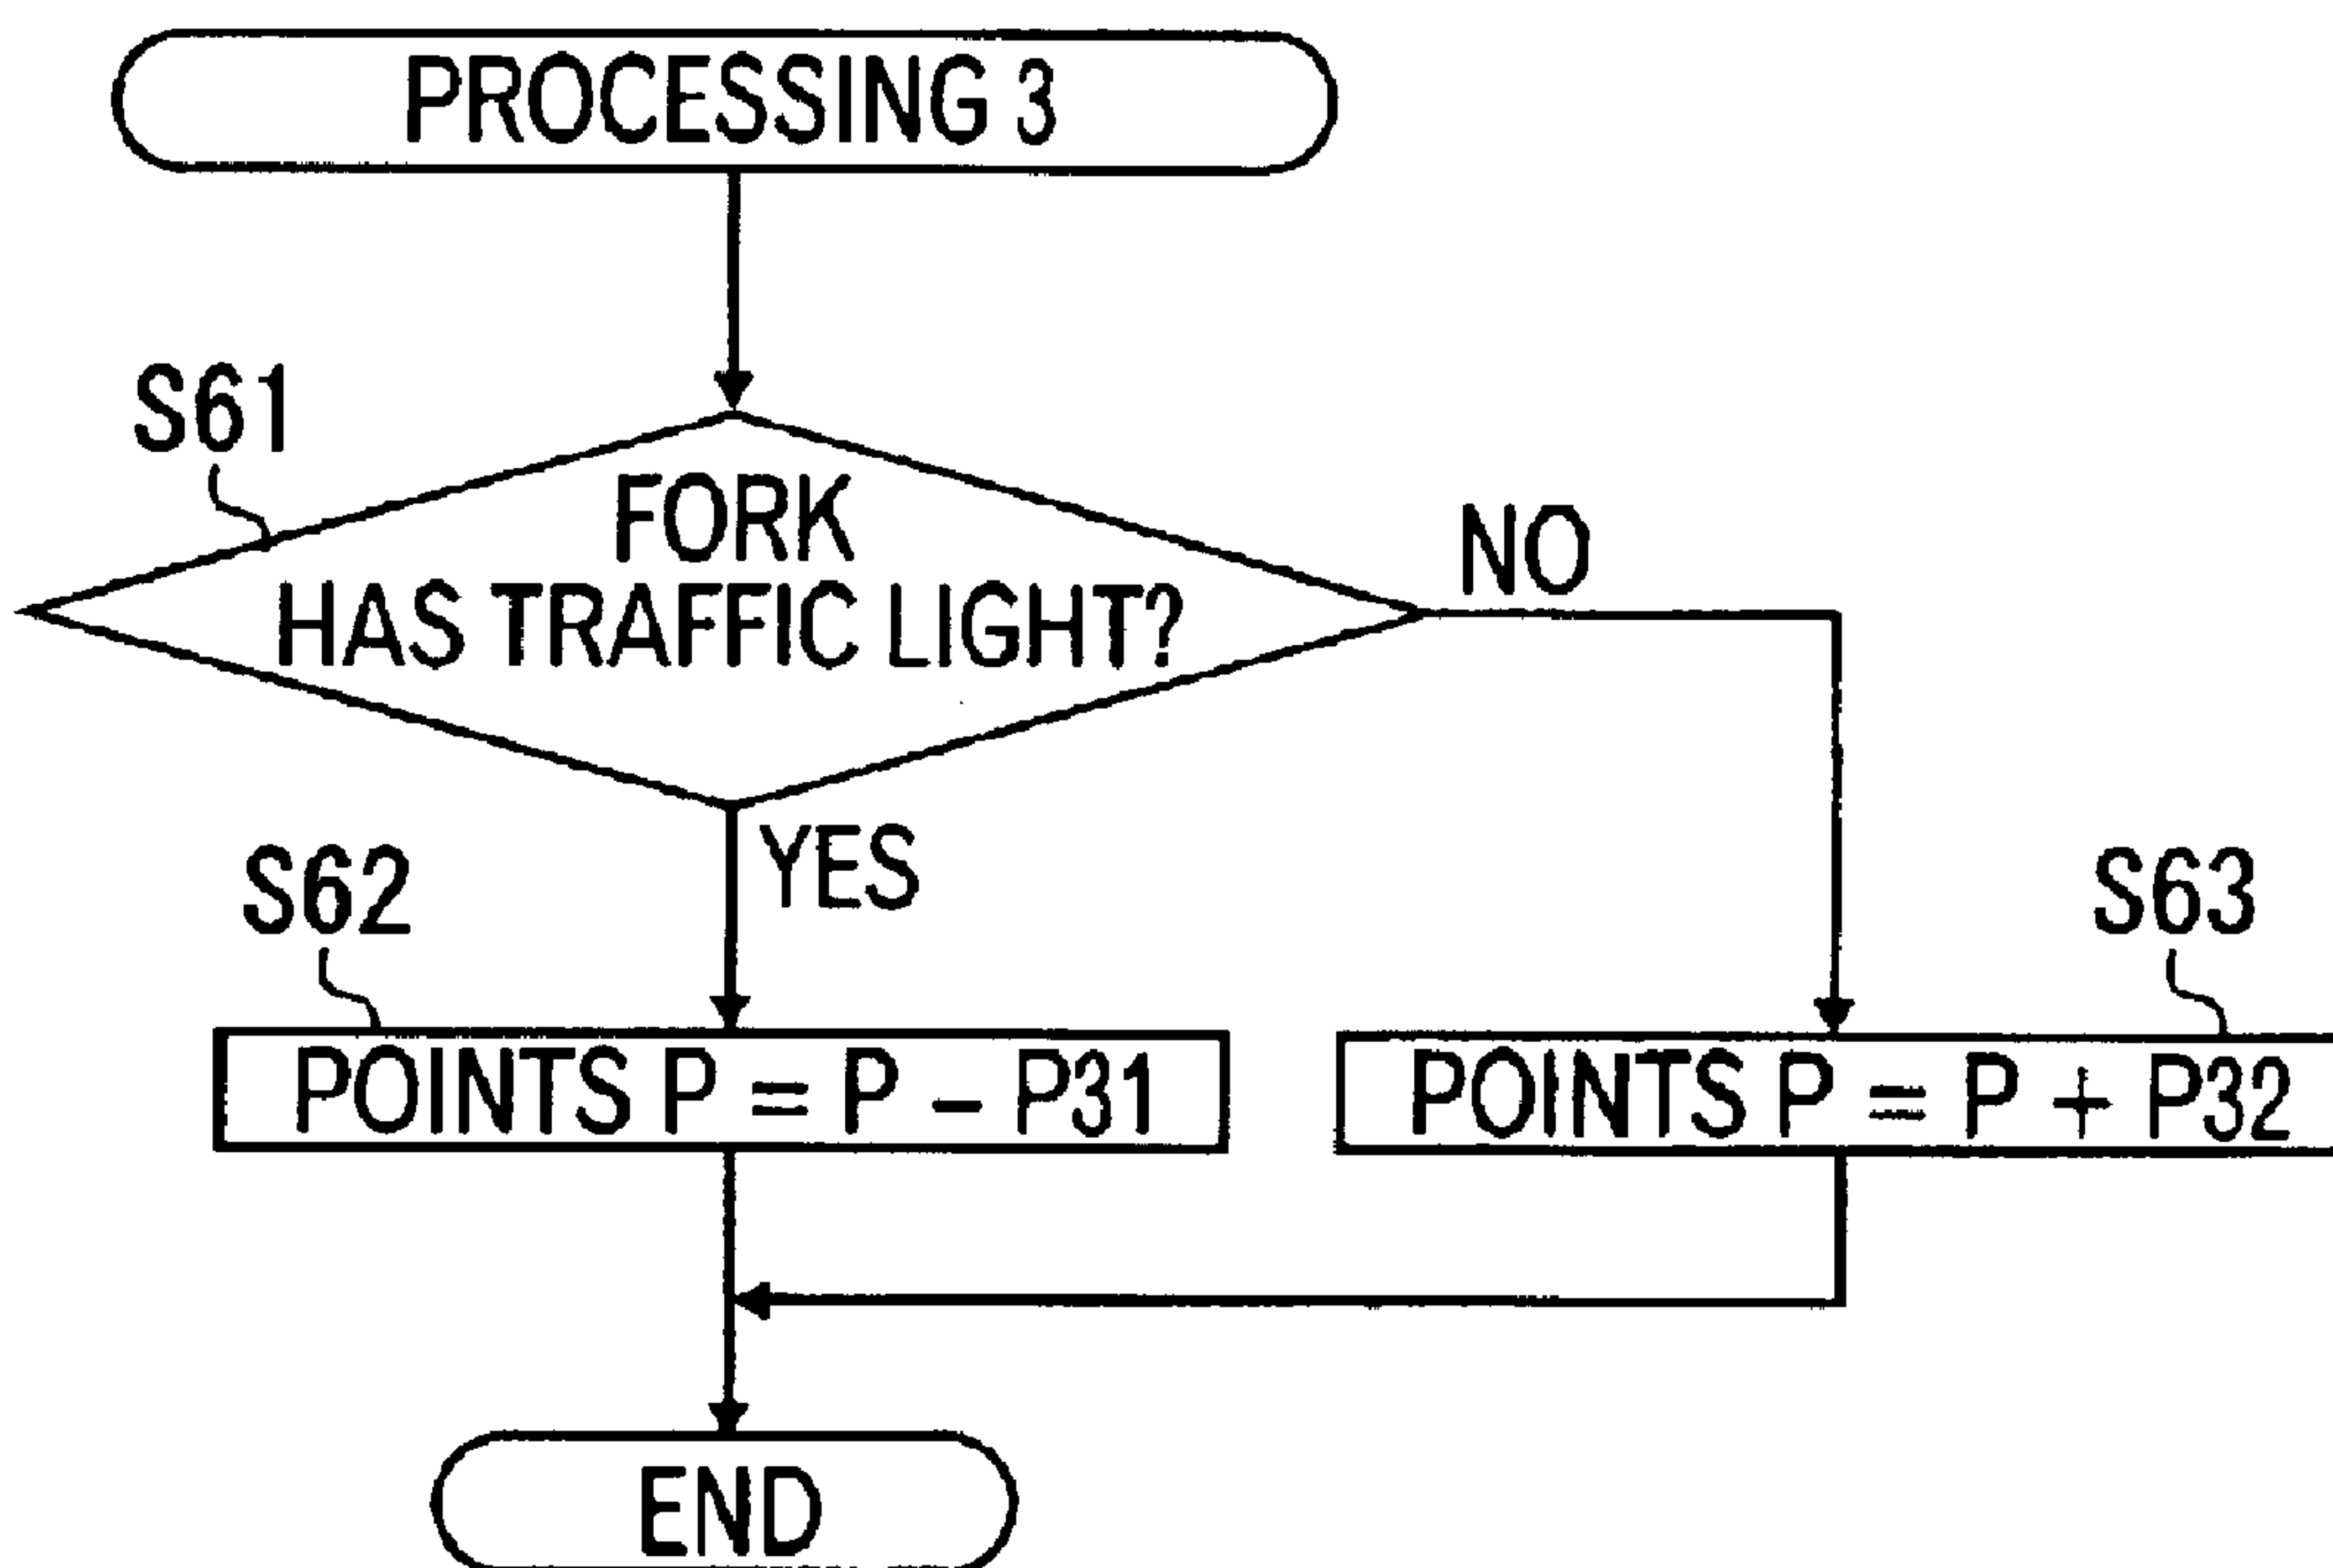 PROCESSING 3
S61
FORK
HAS TRAFFIC LIGHT?
NO
YES
S62
S63
POINTS P = P − P31
POINTS P = P + P32
END